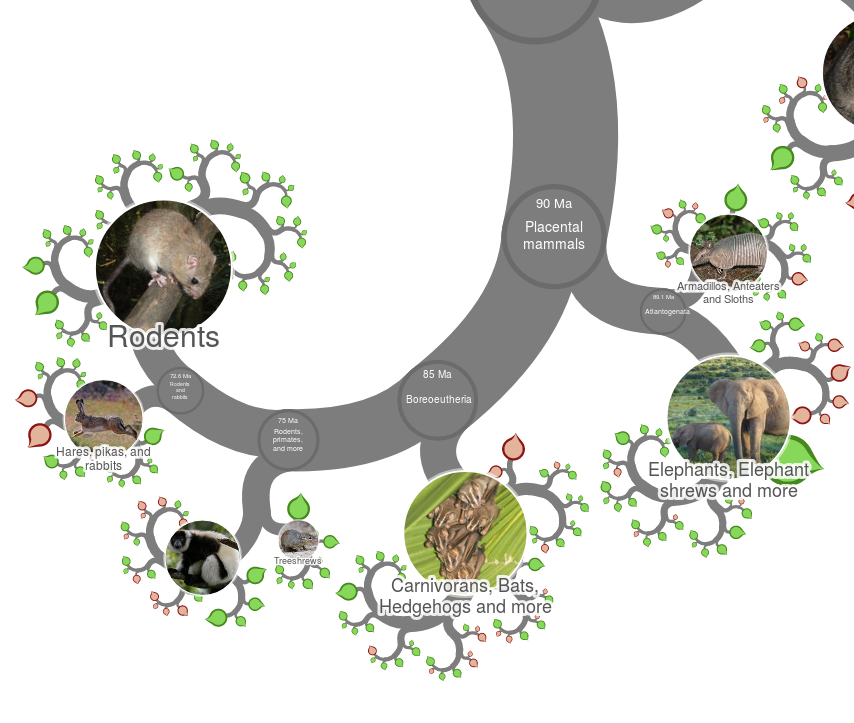 90 Ma
Placental
mammals
89.1 Ma
Atlantogenata
Armadillos, Anteaters
and Sloths
Rodents
72.6 Ma
Rodents
and
rabbits
85 Ma
Boreoeutheria
75 Ma
Rodents,
primates,
and more
Hares, pikas, and
rabbits
Elephants, Elephant
shrews and more
Treeshrews
Carnivorans, Bats,
Hedgehogs and more